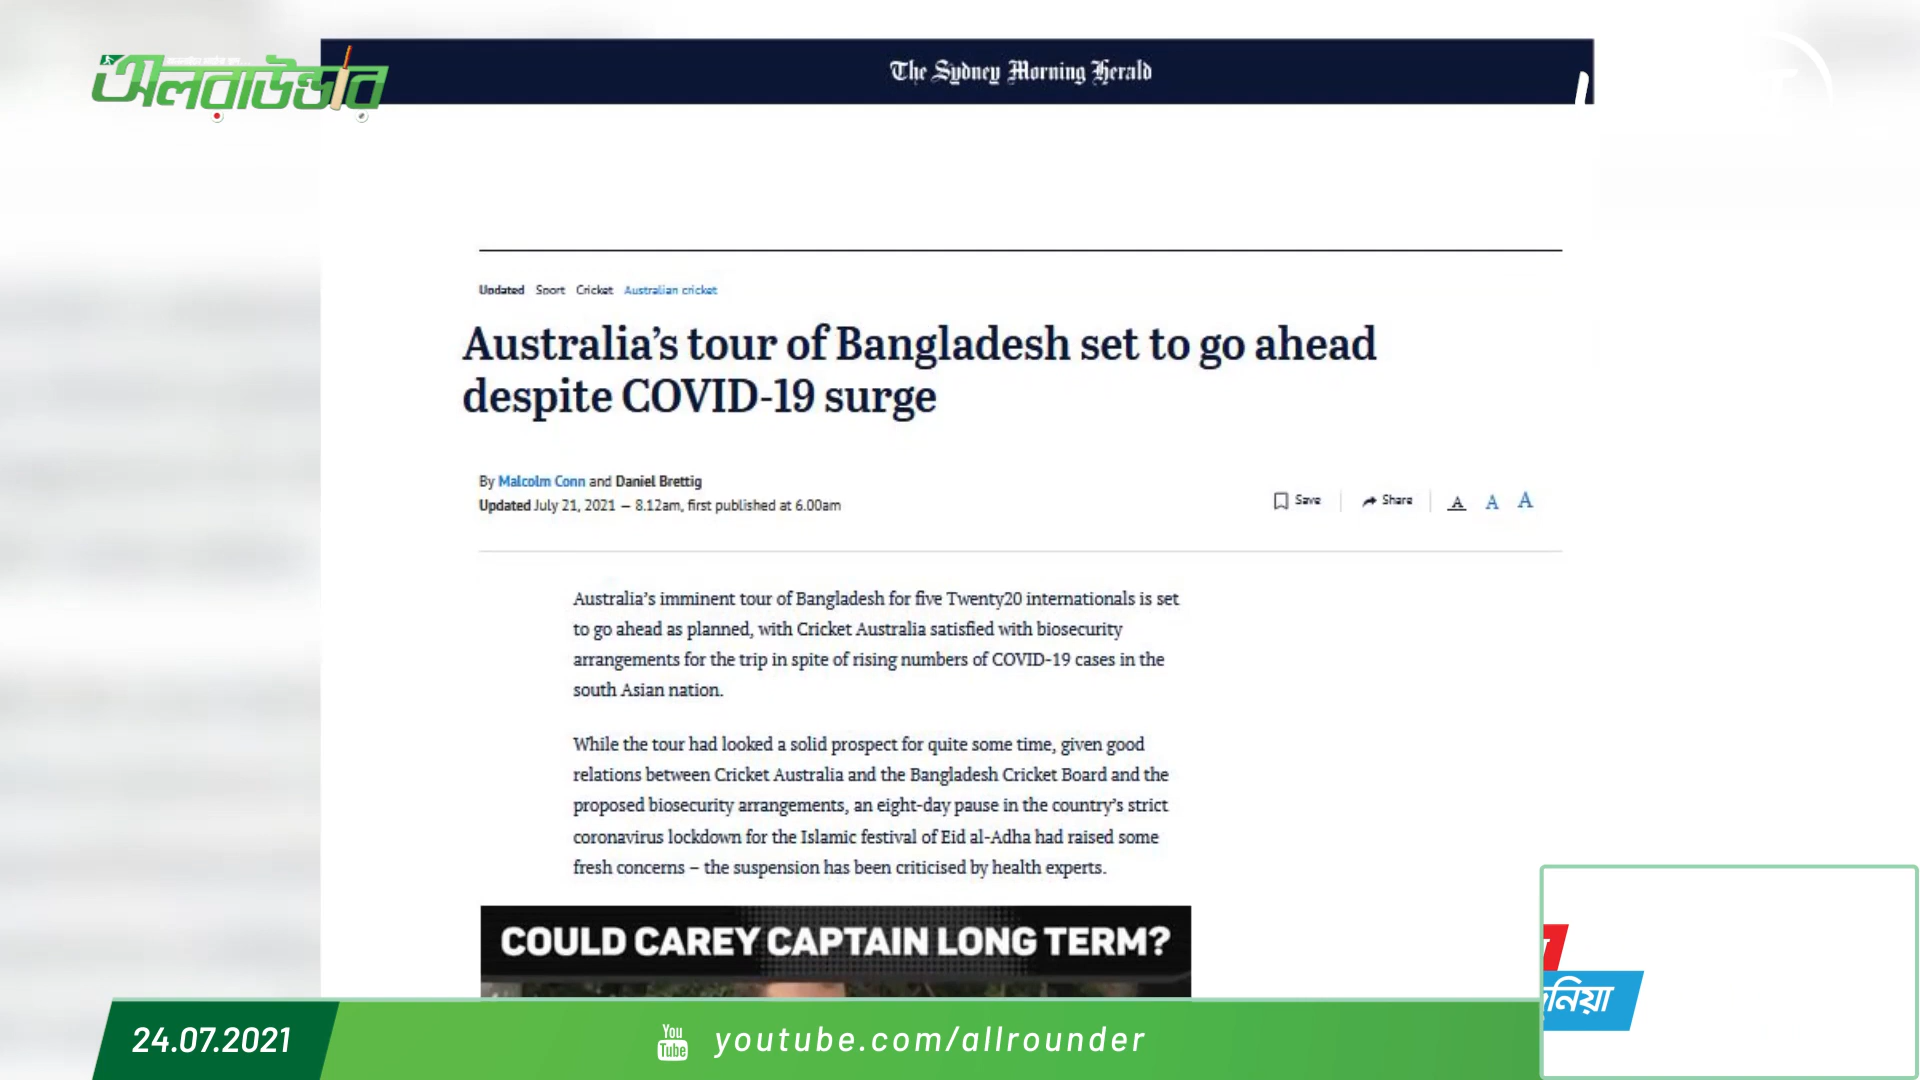 অলরাউন্ডার
The Sydney Morning Herald
Updated Sport Cricket Australian cricket
Australia’s tour of Bangladesh set to go ahead
despite COVID-19 surge
By Malcolm Conn and Daniel Brettig
Updated July 21, 2021 – 8.12am, first published at 6.00am
Save Share A A A
Australia’s imminent tour of Bangladesh for five Twenty20 internationals is set
to go ahead as planned, with Cricket Australia satisfied with biosecurity
arrangements for the trip in spite of rising numbers of COVID-19 cases in the
south Asian nation.
While the tour had looked a solid prospect for quite some time, given good
relations between Cricket Australia and the Bangladesh Cricket Board and the
proposed biosecurity arrangements, an eight-day pause in the country’s strict
coronavirus lockdown for the Islamic festival of Eid al-Adha had raised some
fresh concerns – the suspension has been criticised by health experts.
COULD CAREY CAPTAIN LONG TERM?
24.07.2021
You Tube youtube.com/allrounder